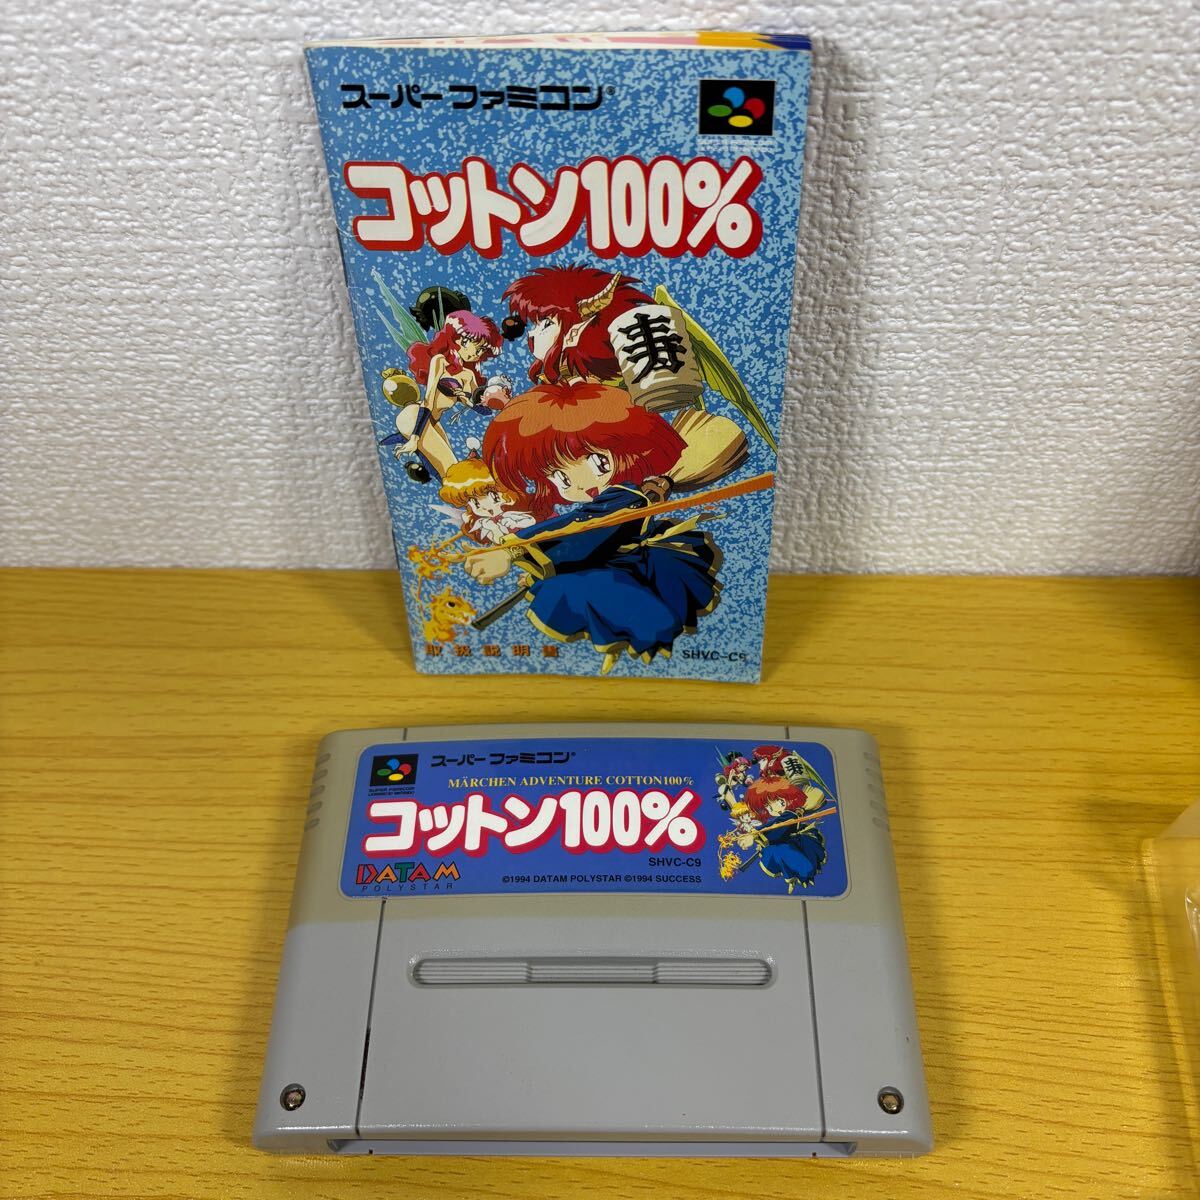 スーパーファミコン®
コットン100%
寿
取扱説明書
SHVC-C9
スーパーファミコン®
MÄRCHEN ADVENTURE COTTON100%
コットン100%
寿
SHVC-C9
DATAM
POLYSTAR
©1994 DATAM POLYSTAR ©1994 SUCCESS